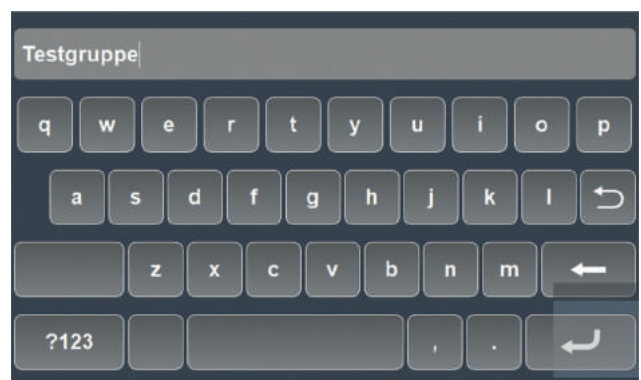 Testgruppe
q w e r t y u i o p
a s d f g h j k l
z x c v b n m
?123 , .